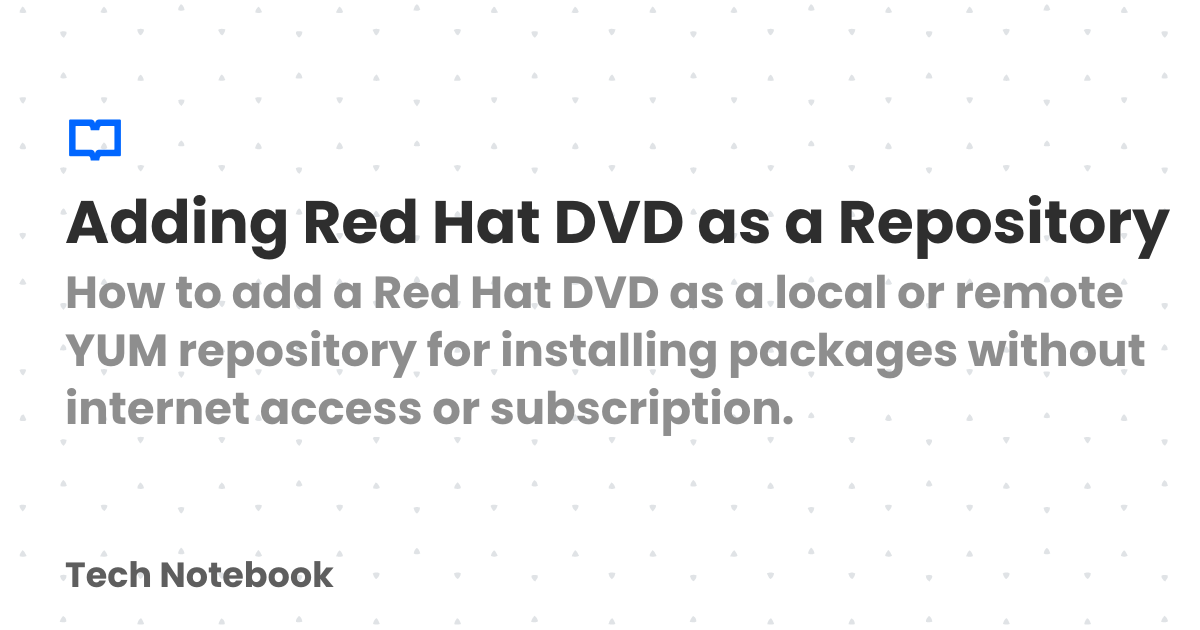 Adding Red Hat DVD as a Repository
How to add a Red Hat DVD as a local or remote
YUM repository for installing packages without
internet access or subscription.
Tech Notebook